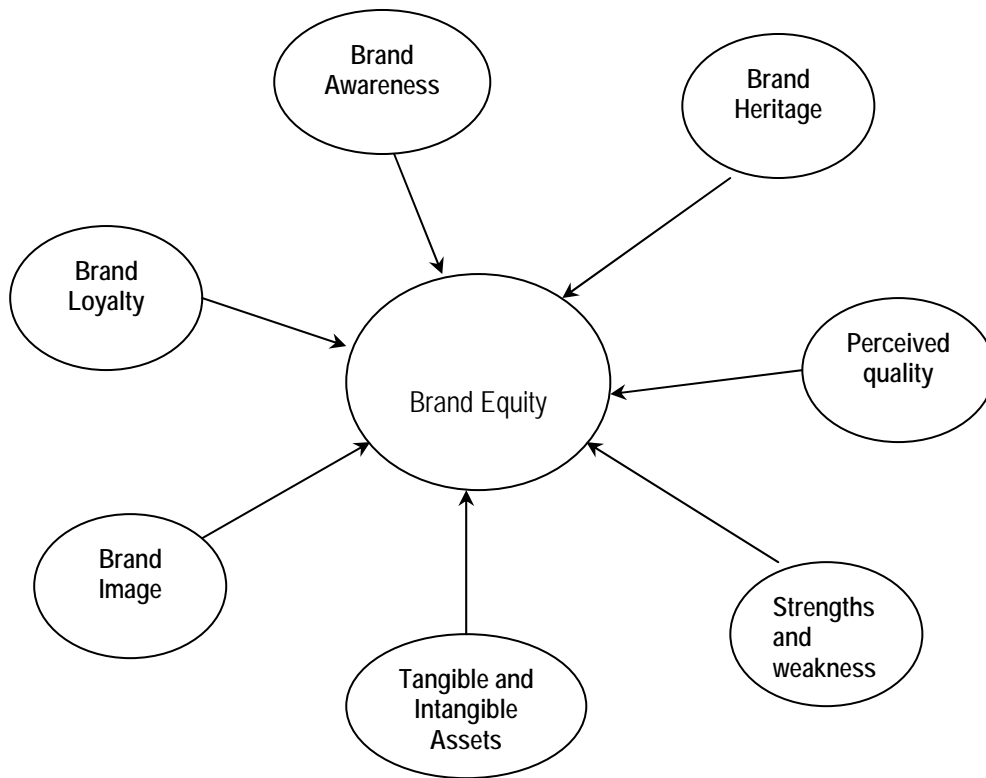 Brand
Awareness
Brand
Heritage
Brand
Loyalty
Perceived
quality
Brand Equity
Brand
Image
Strengths
and
weakness
Tangible and
Intangible
Assets